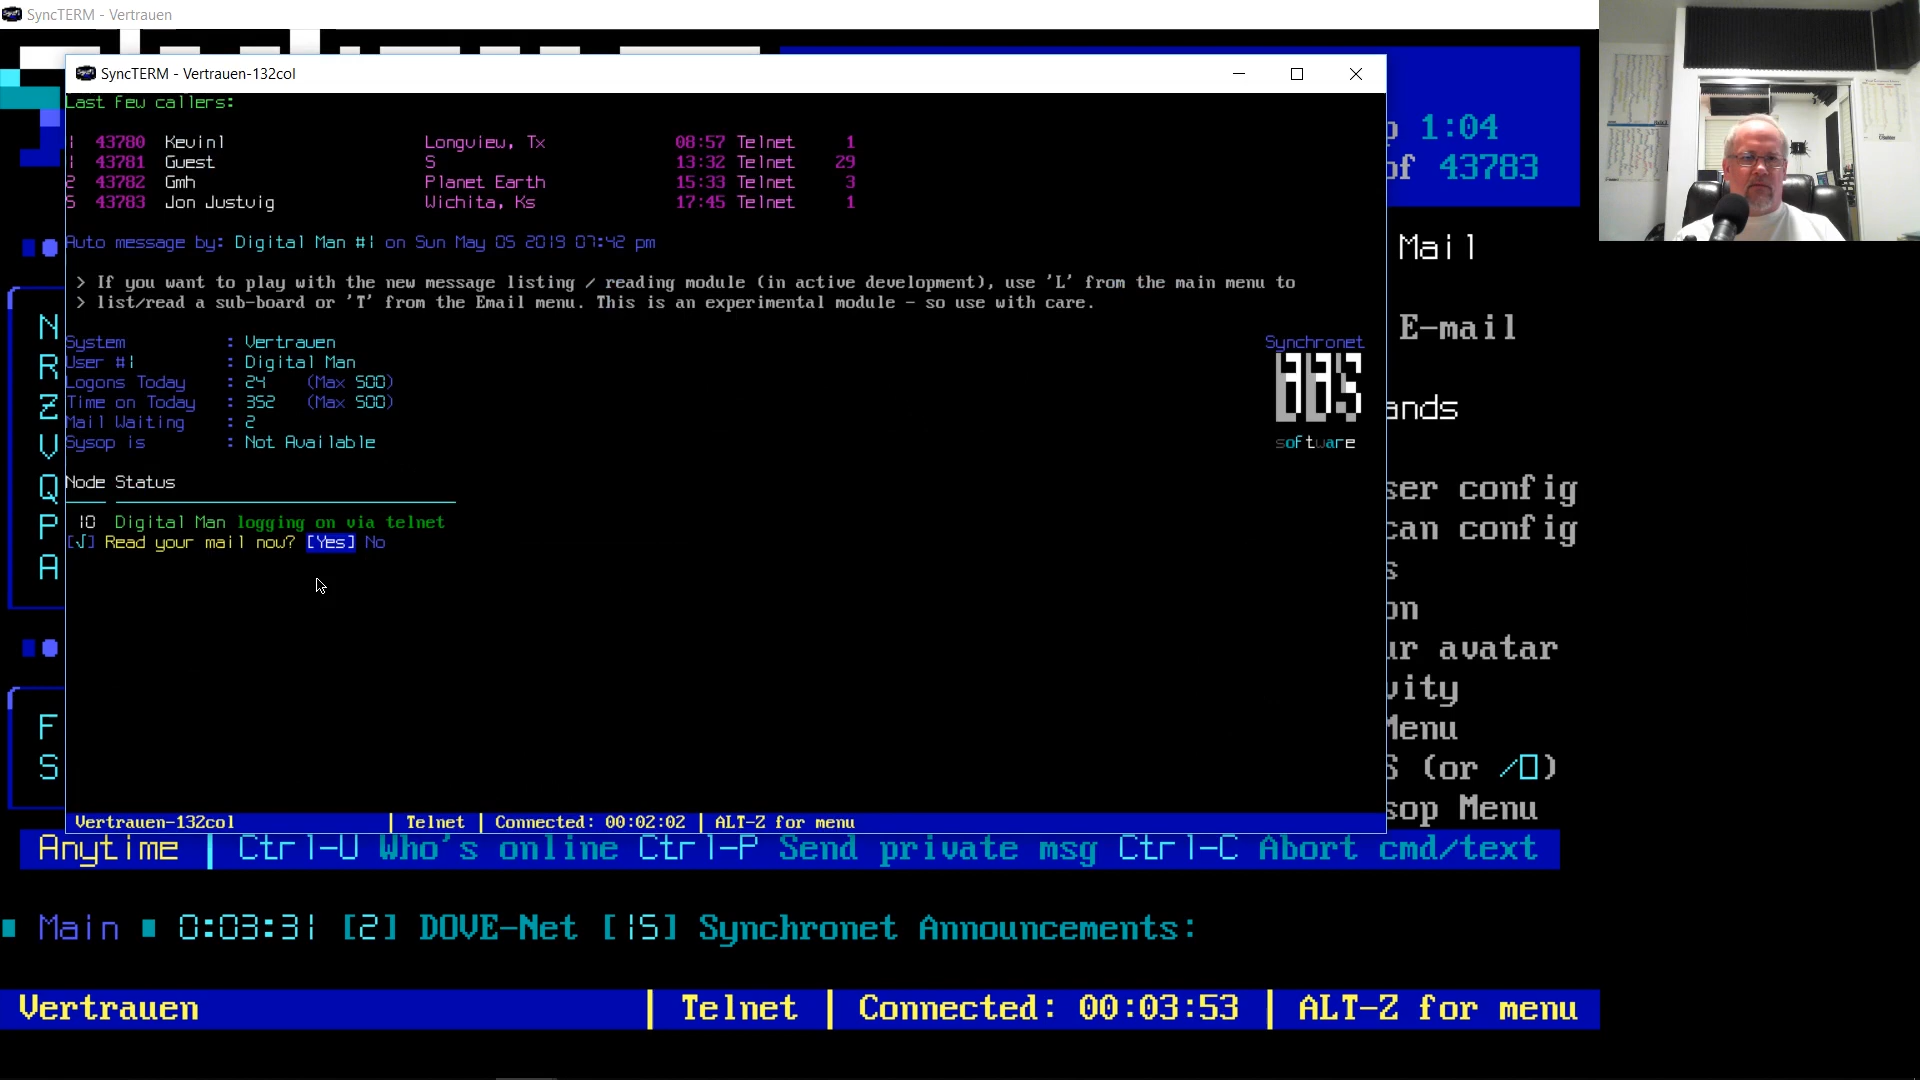 SyncTERM - Vertrauen
SyncTERM - Vertrauen-132col
Last few callers:
1 43780 Kevin1 Longview, Tx 08:57 Telnet 1
1 43781 Guest S 13:32 Telnet 29
2 43782 Gmh Planet Earth 15:33 Telnet 3
5 43783 Jon Justvig Wichita, Ks 17:45 Telnet 1
Auto message by: Digital Man #1 on Sun May 05 2019 07:42 pm
> If you want to play with the new message listing / reading module (in active development), use 'L' from the main menu to
> list/read a sub-board or 'T' from the Email menu. This is an experimental module - so use with care.
System : Vertrauen
User #1 : Digital Man
Logons Today : 24 (Max 500)
Time on Today : 352 (Max 500)
Mail Waiting : 2
Sysop is : Not Available
Synchronet
BBS
software
Node Status
10 Digital Man logging on via telnet
[√] Read your mail now? [Yes] No
Vertrauen-132col | Telnet | Connected: 00:02:02 | ALT-Z for menu
p 1:04
of 43783
Mail
N E-mail
R
Z ands
V
Q ser config
P can config
A s
on
ur avatar
vity
F Menu
S S (or /O)
sop Menu
Anytime | Ctrl-U Who's online Ctrl-P Send private msg Ctrl-C Abort cmd/text
Main 0:03:31 [2] DOVE-Net [15] Synchronet Announcements:
Vertrauen | Telnet | Connected: 00:03:53 | ALT-Z for menu